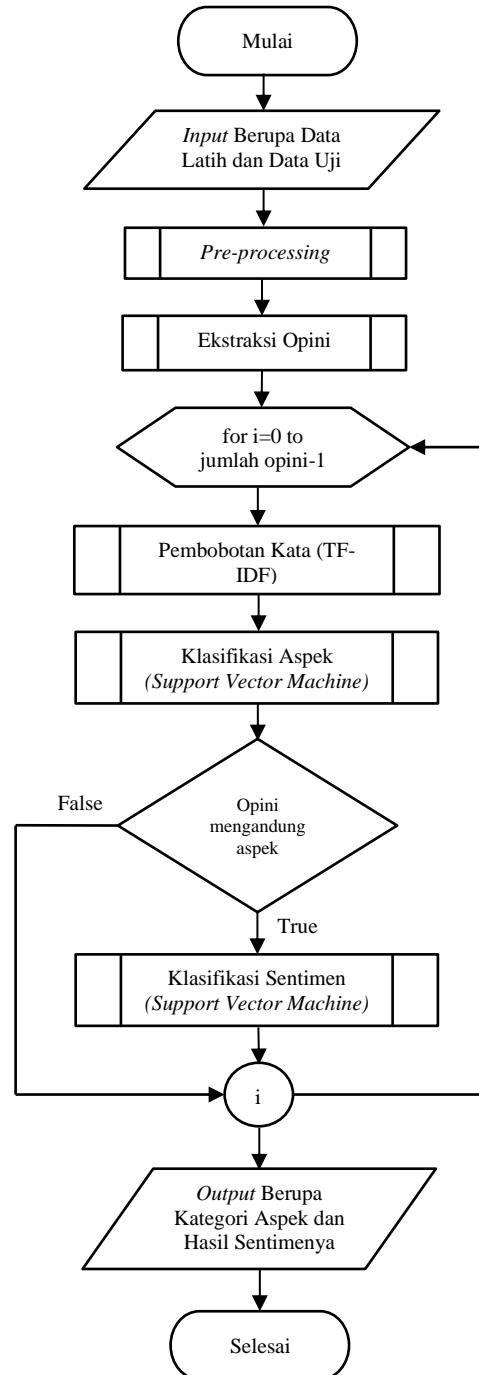 Mulai
Input Berupa Data
Latih dan Data Uji
Pre-processing
Ekstraksi Opini
for i=0 to
jumlah opini-1
Pembobotan Kata (TF-
IDF)
Klasifikasi Aspek
(Support Vector Machine)
False
Opini
mengandung
aspek
True
Klasifikasi Sentimen
(Support Vector Machine)
i
Output Berupa
Kategori Aspek dan
Hasil Sentimenya
Selesai